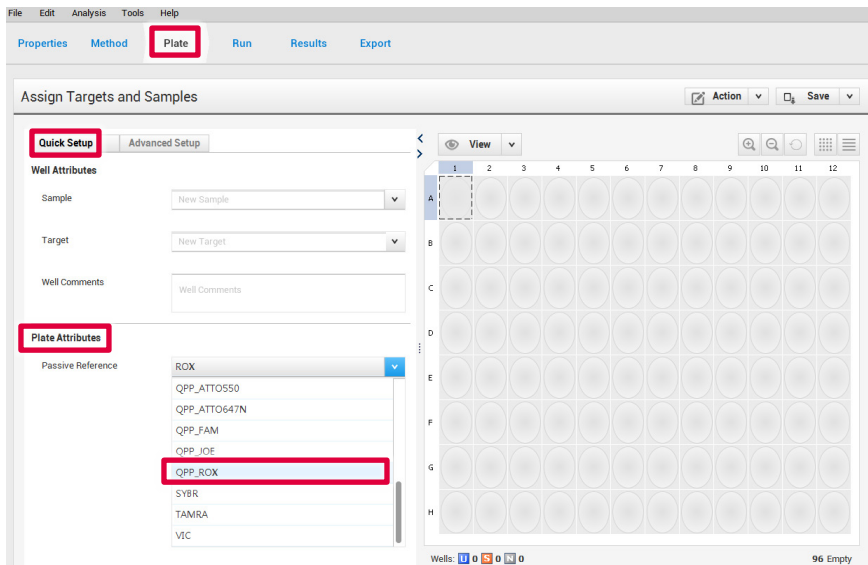 File Edit Analysis Tools Help
Properties Method Plate Run Results Export
Assign Targets and Samples
Action
Save
Quick Setup Advanced Setup
Well Attributes
Sample
New Sample
Target
New Target
Well Comments
Well Comments
Plate Attributes
Passive Reference
ROX
QPP_ATTO550
QPP_ATTO647N
QPP_FAM
QPP_JOE
QPP_ROX
SYBR
TAMRA
VIC
View
1 2 3 4 5 6 7 8 9 10 11 12
A
B
C
D
E
F
G
H
Wells: U 0 S 0 N 0
96 Empty